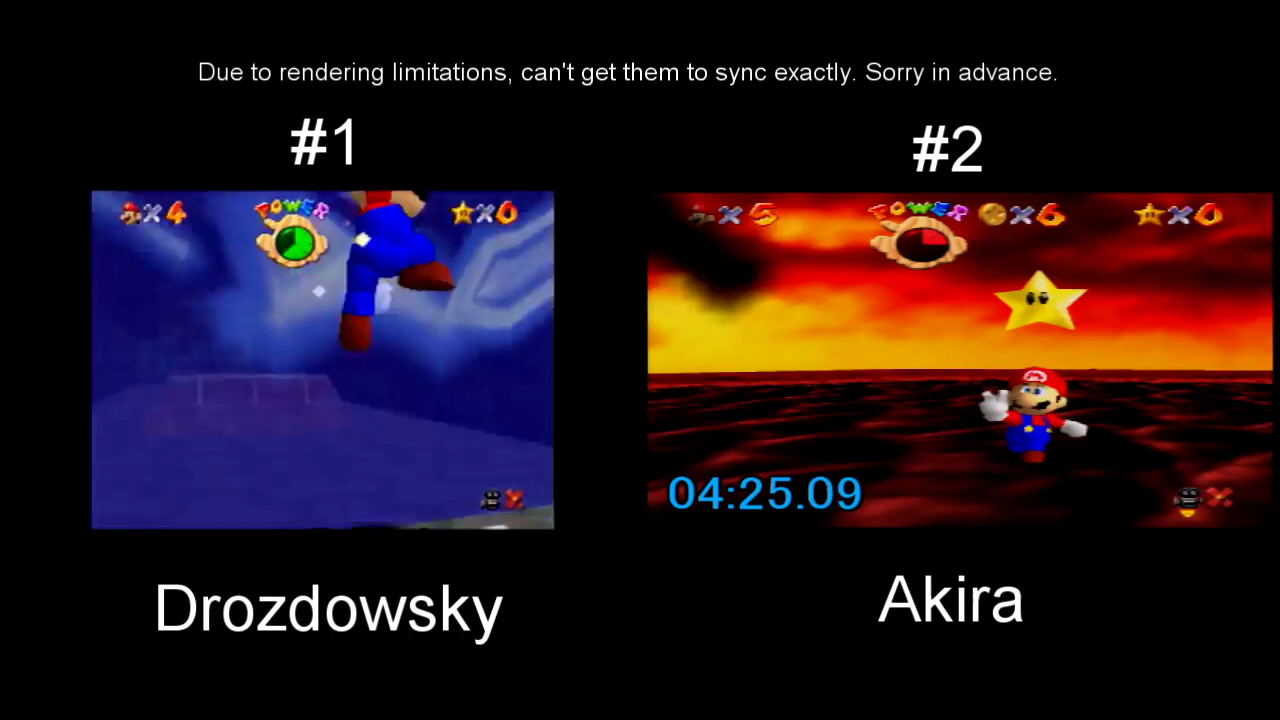 Due to rendering limitations, can't get them to sync exactly. Sorry in advance.
#1
#2
×4
POWER
×0
×5
POWER
×6
×0
04:25.09
Drozdowsky
Akira